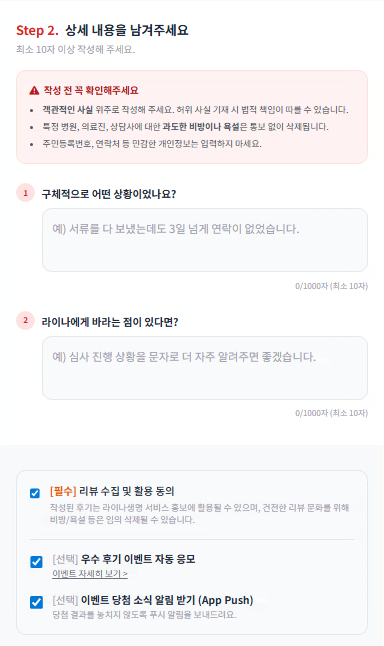 Step 2. 상세 내용을 남겨주세요
최소 10자 이상 작성해 주세요.
작성 전 꼭 확인해주세요
• 객관적인 사실 위주로 작성해 주세요. 허위 사실 기재 시 법적 책임이 따를 수 있습니다.
• 특정 병원, 의료진, 상담사에 대한 과도한 비방이나 욕설은 통보 없이 삭제됩니다.
• 주민등록번호, 연락처 등 민감한 개인정보는 입력하지 마세요.
1 구체적으로 어떤 상황이었나요?
예) 서류를 다 보냈는데도 3일 넘게 연락이 없었습니다.
0/1000자 (최소 10자)
2 라이나에게 바라는 점이 있다면?
예) 심사 진행 상황을 문자로 더 자주 알려주면 좋겠습니다.
0/1000자 (최소 10자)
[필수] 리뷰 수집 및 활용 동의
작성된 후기는 라이나생명 서비스 홍보에 활용될 수 있으며, 건전한 리뷰 문화를 위해
비방/욕설 등은 임의 삭제될 수 있습니다.
[선택] 우수 후기 이벤트 자동 응모
이벤트 자세히 보기 >
[선택] 이벤트 당첨 소식 알림 받기 (App Push)
당첨 결과를 놓치지 않도록 푸시 알림을 보내드려요.